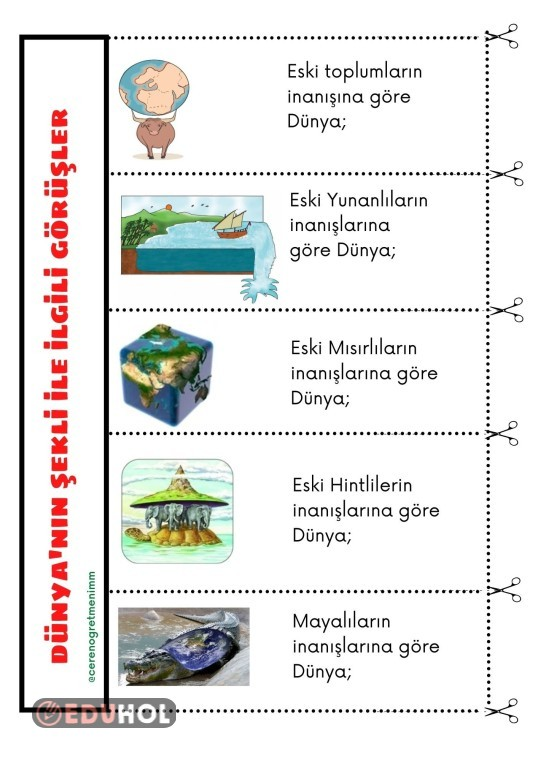 DÜNYA'NIN ŞEKLİ İLE İLGİLİ GÖRÜŞLER
@cerenogretmenimm
Eski toplumların
inanışına göre
Dünya;
Eski Yunanlıların
inanışlarına
göre Dünya;
Eski Mısırlıların
inanışlarına göre
Dünya;
Eski Hintlilerin
inanışlarına göre
Dünya;
Mayalıların
inanışlarına göre
Dünya;
EDUHOL